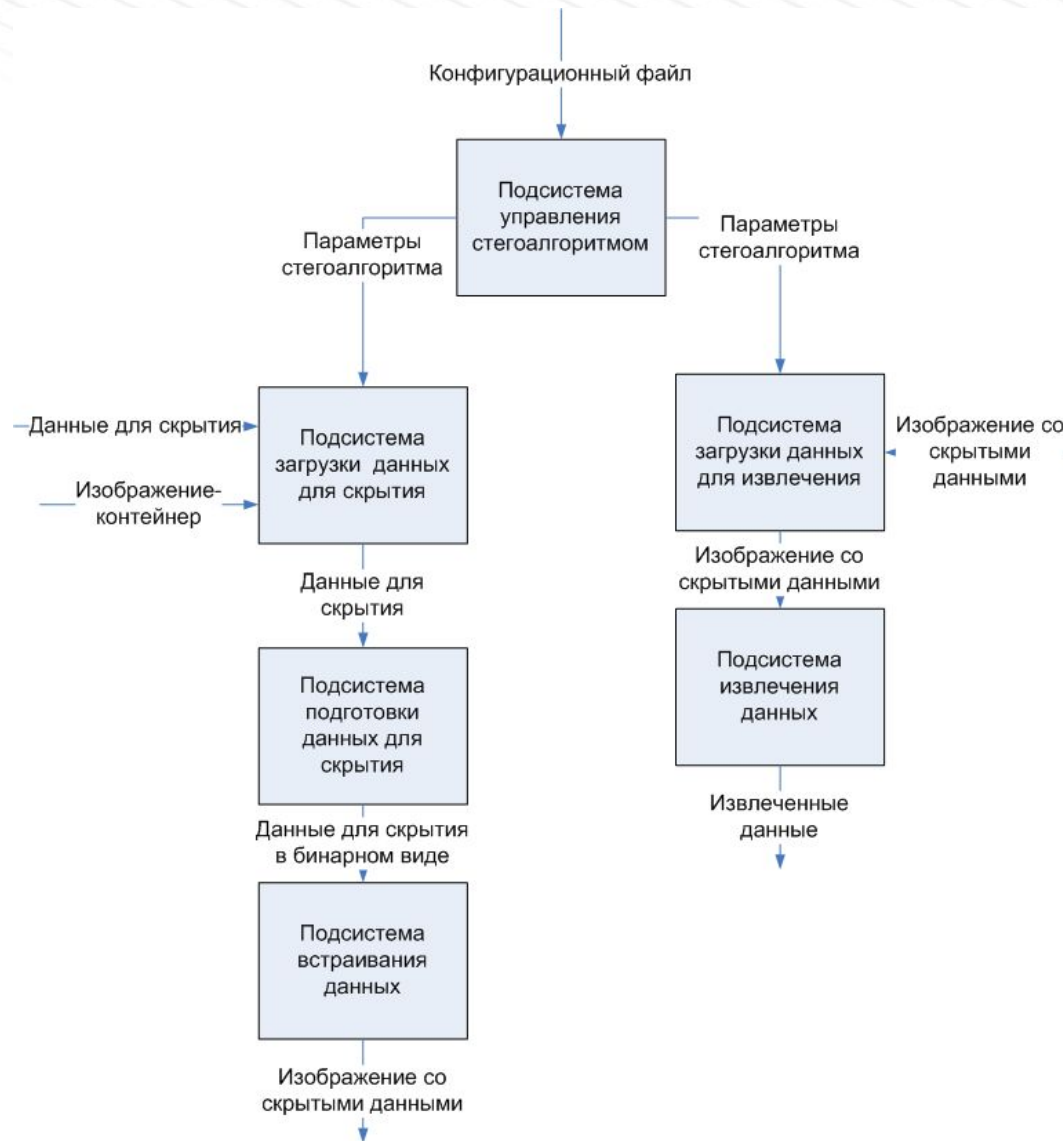 Конфигурационный файл
Подсистема
управления
стегоалгоритмом
Параметры
стегоалгоритма
Параметры
стегоалгоритма
Данные для скрытия
Изображение-
контейнер
Подсистема
загрузки данных
для скрытия
Подсистема
загрузки данных
для извлечения
Изображение со
скрытыми
данными
Данные для
скрытия
Изображение со
скрытыми данными
Подсистема
подготовки
данных для
скрытия
Подсистема
извлечения
данных
Данные для скрытия
в бинарном виде
Извлеченные
данные
Подсистема
встраивания
данных
Изображение со
скрытыми данными